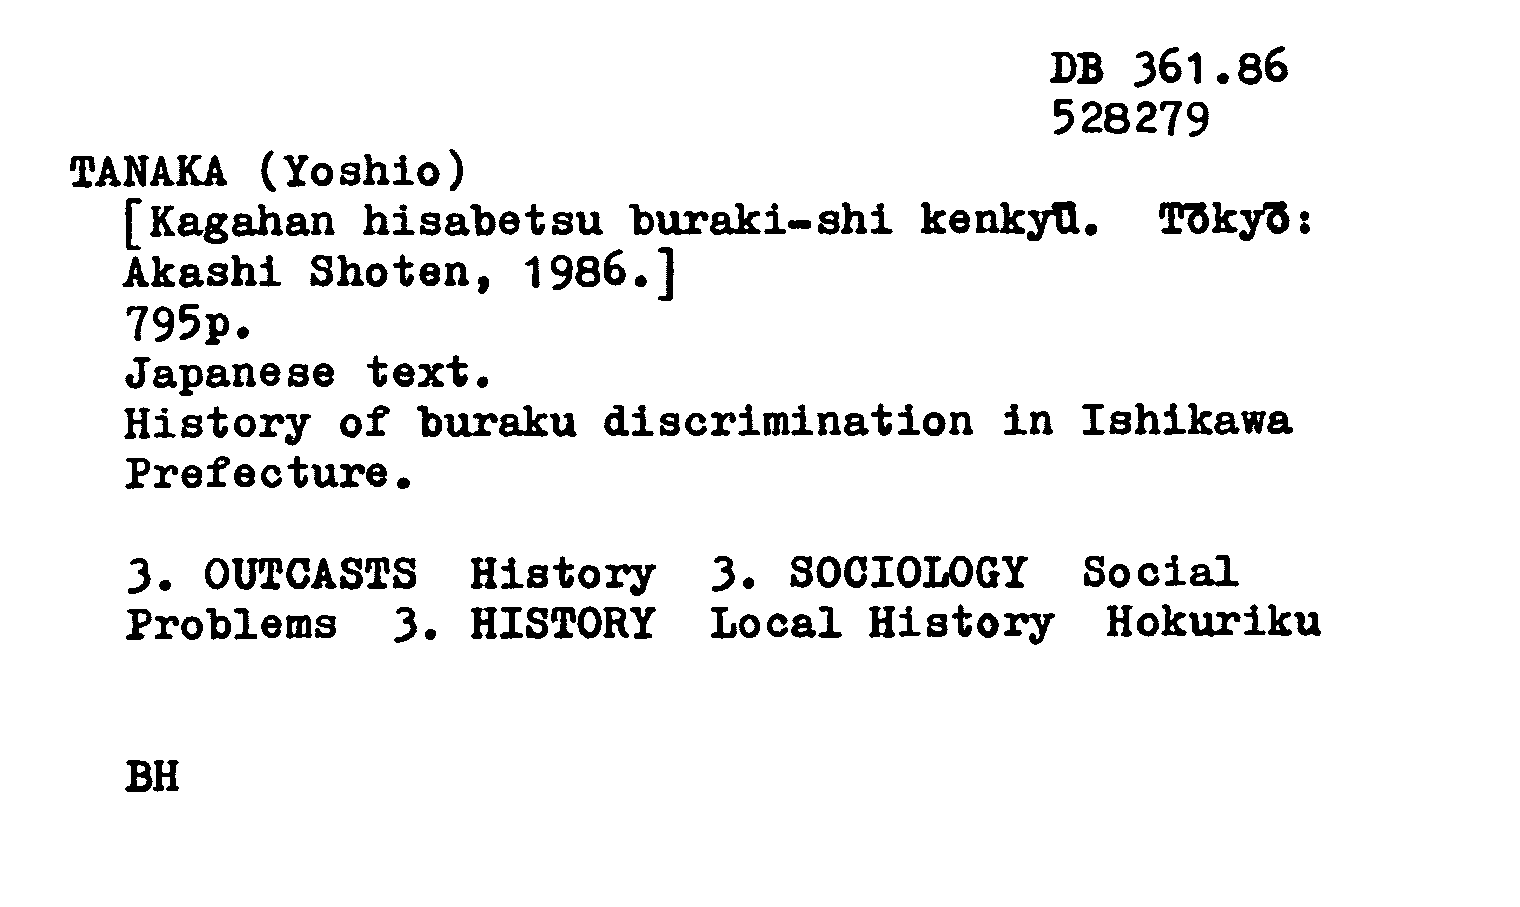 DB 361.86
528279
TANAKA (Yoshio)
[Kagahan hisabetsu buraki-shi kenkyū. Tōkyō:
Akashi Shoten, 1986.]
795p.
Japanese text.
History of buraku discrimination in Ishikawa
Prefecture.
3. OUTCASTS History 3. SOCIOLOGY Social
Problems 3. HISTORY Local History Hokuriku
BH